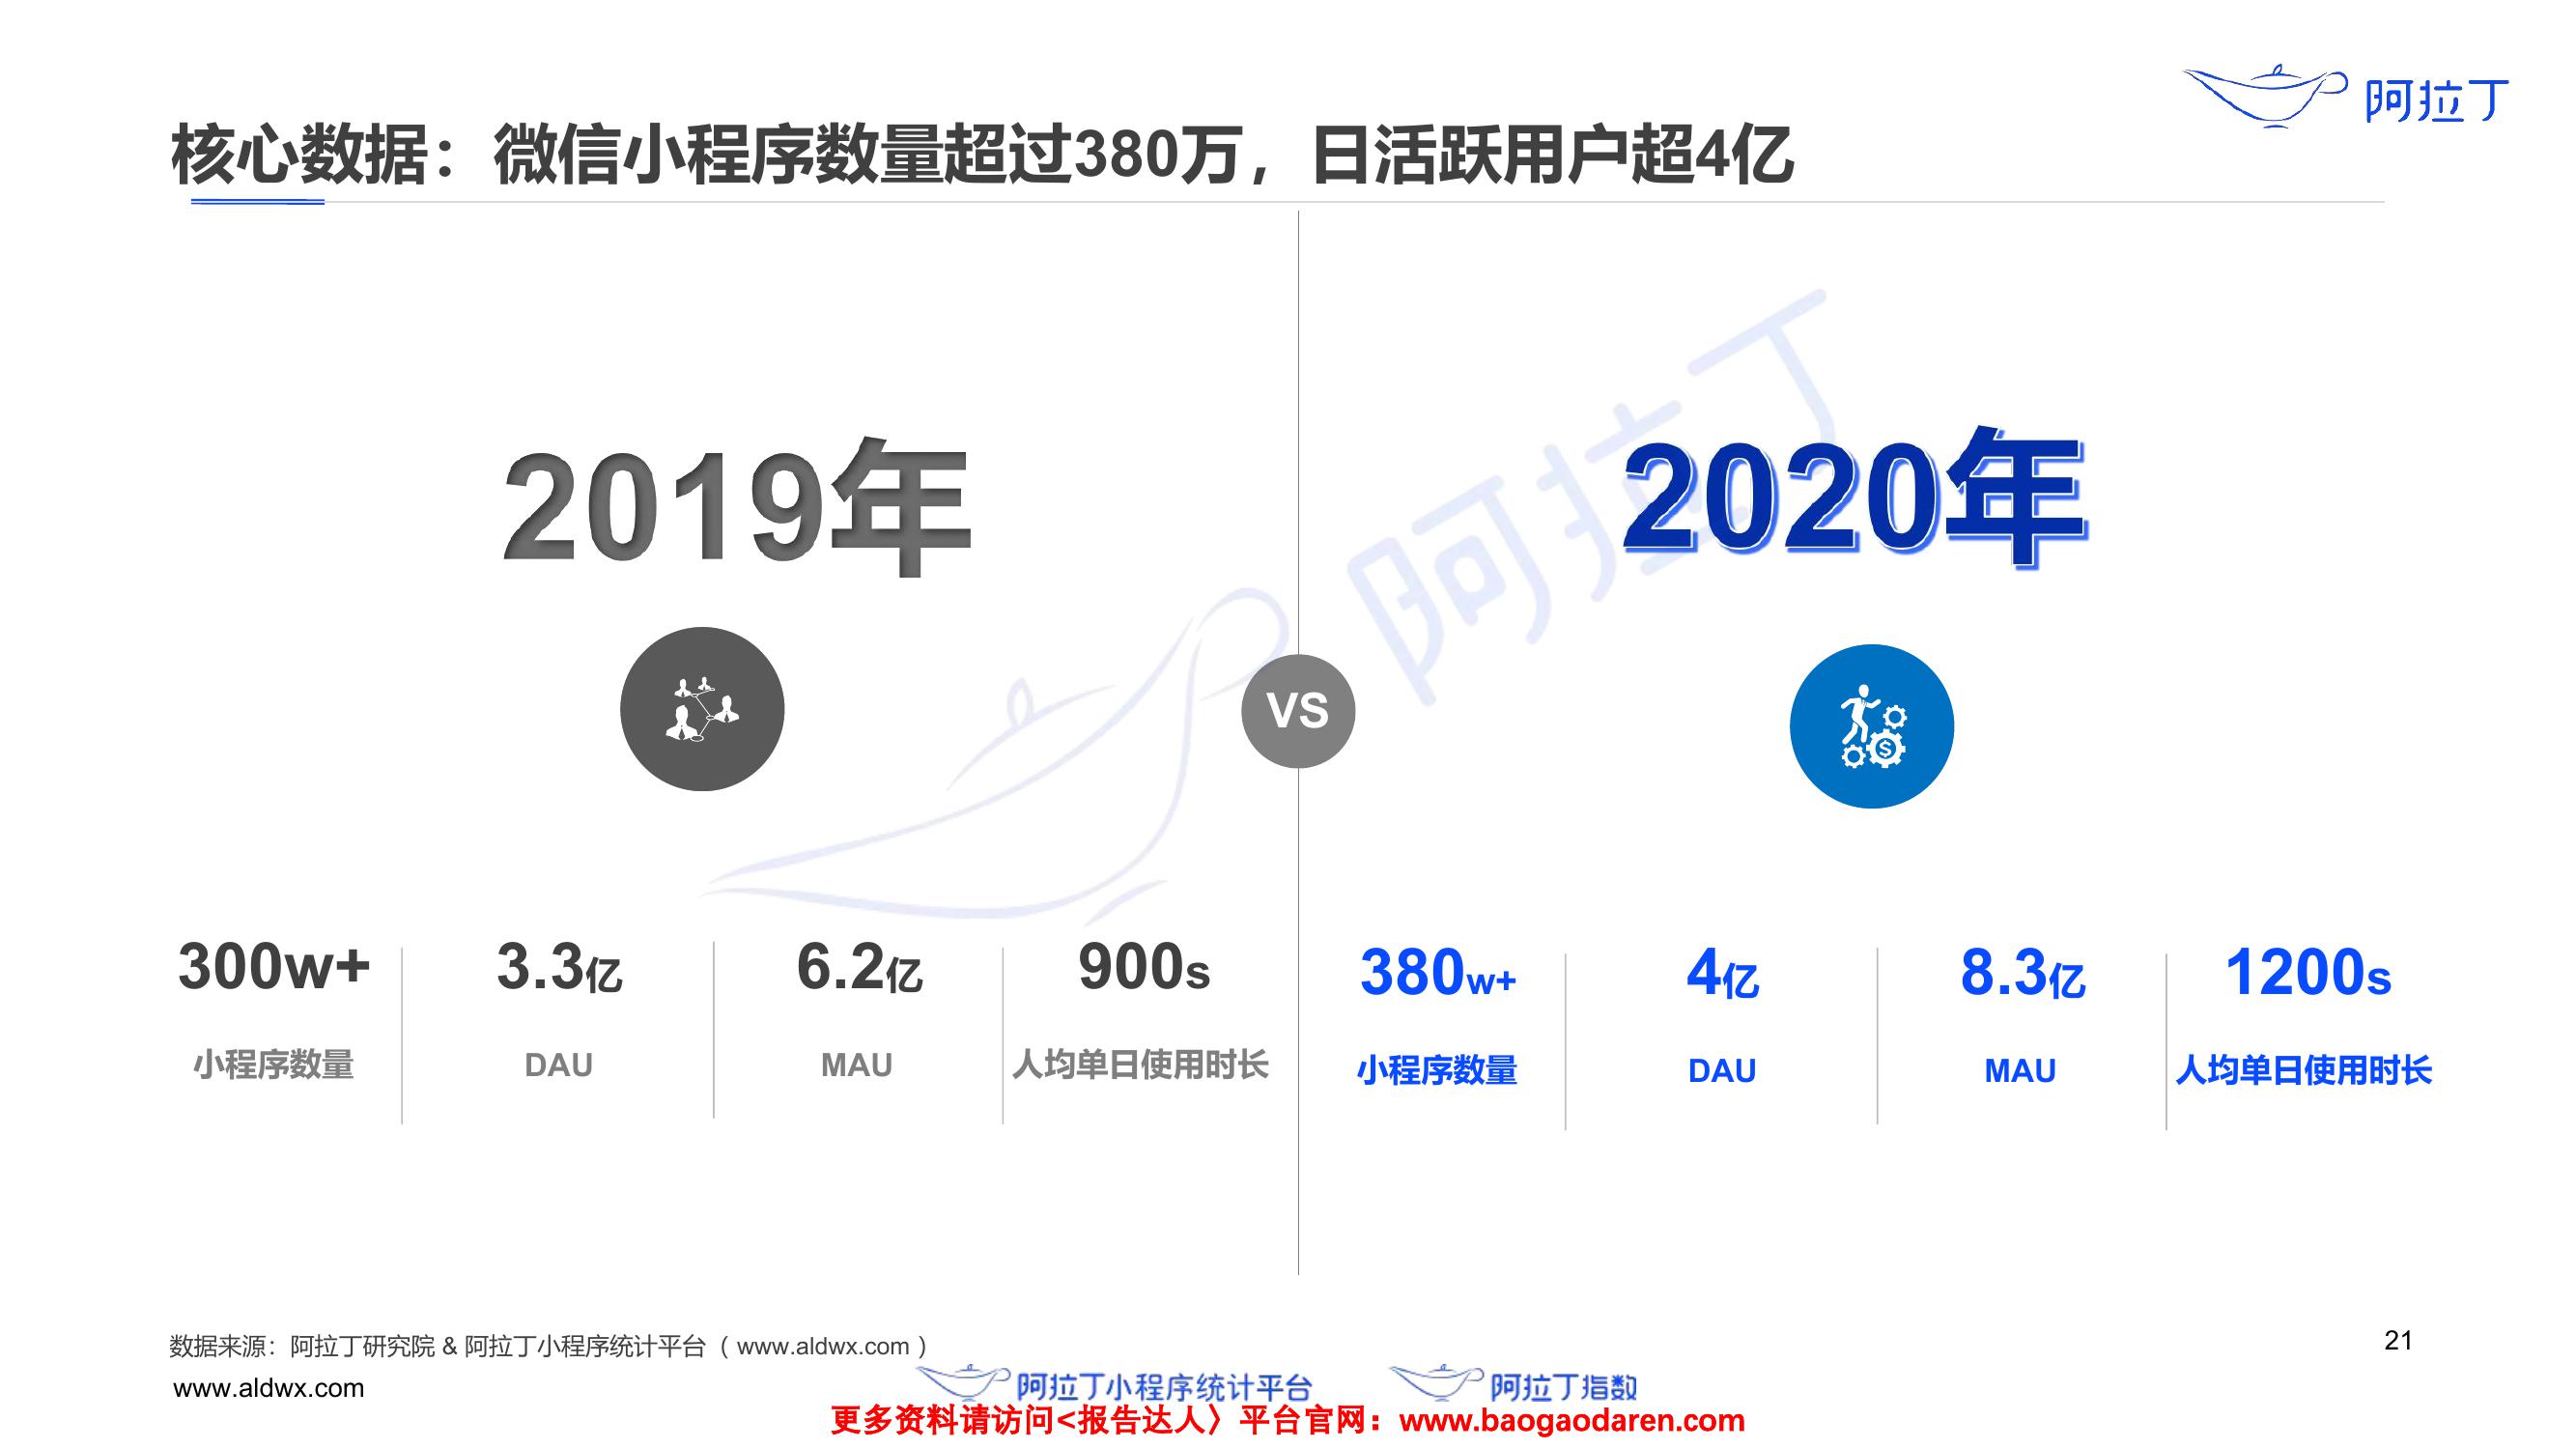 阿拉丁
核心数据：微信小程序数量超过380万，日活跃用户超4亿
阿拉丁
2019年
2020年
VS
300w+
3.3亿
6.2亿
900s
小程序数量
DAU
MAU
人均单日使用时长
380w+
4亿
8.3亿
1200s
小程序数量
DAU
MAU
人均单日使用时长
数据来源：阿拉丁研究院 & 阿拉丁小程序统计平台（www.aldwx.com）
21
www.aldwx.com
阿拉丁小程序统计平台
阿拉丁指数
更多资料请访问<报告达人〉平台官网：www.baogaodaren.com